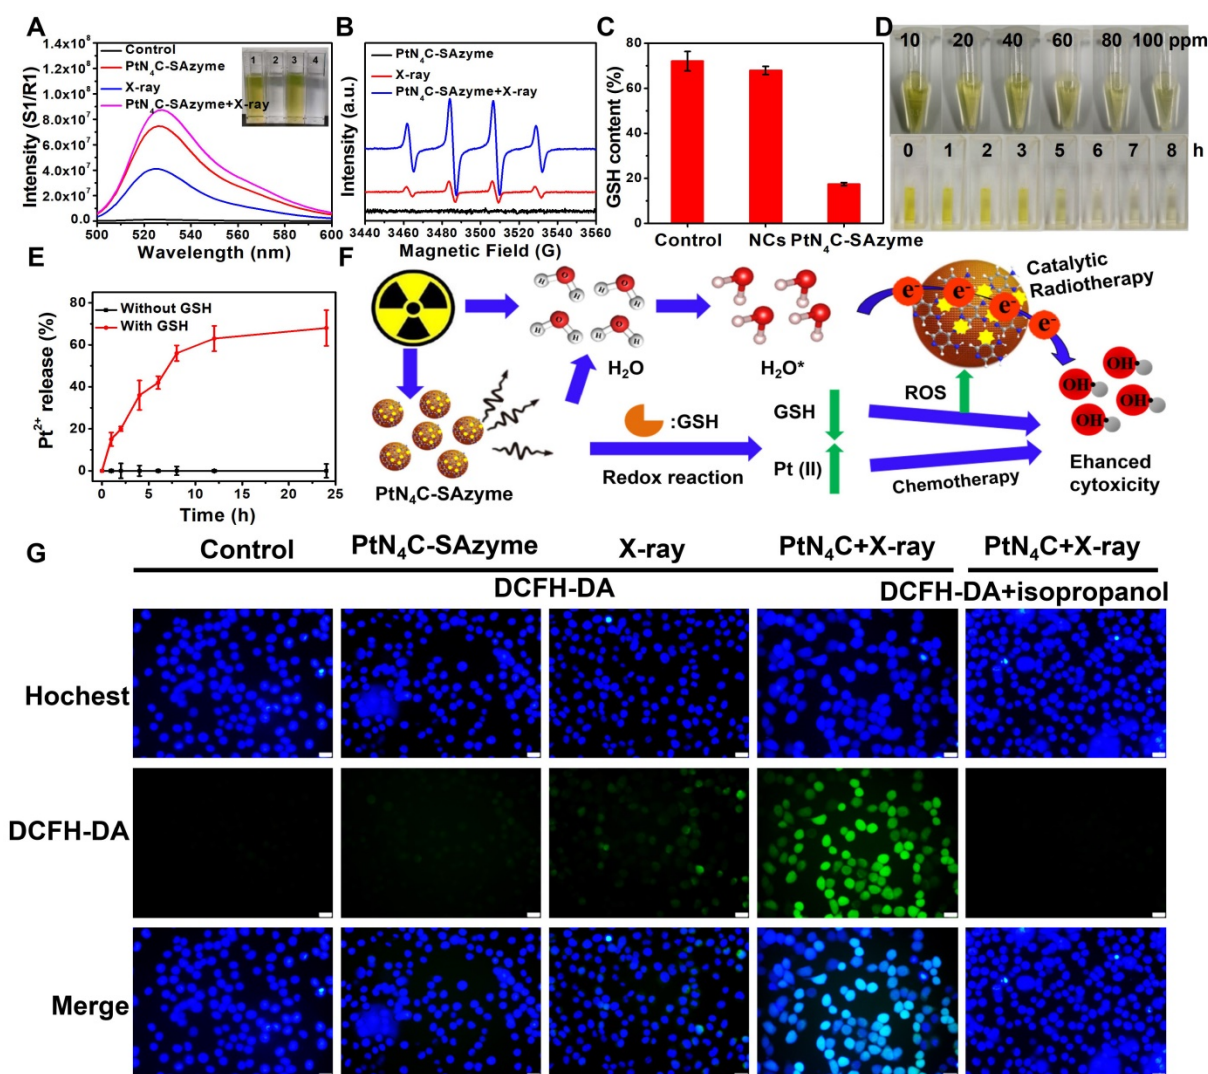 A
Intensity (S1/R1)
1.4x10⁸
1.2x10⁸
1.0x10⁸
8.0x10⁷
6.0x10⁷
4.0x10⁷
2.0x10⁷
0.0
Control
PtN₄C-SAzyme
X-ray
PtN₄C-SAzyme+X-ray
1 2 3 4
500 520 540 560 580 600
Wavelength (nm)
B
Intensity (a.u.)
PtN₄C-SAzyme
X-ray
PtN₄C-SAzyme+X-ray
3440 3460 3480 3500 3520 3540 3560
Magnetic Field (G)
C
GSH content (%)
80
60
40
20
0
Control NCs PtN₄C-SAzyme
D
10 20 40 60 80 100 ppm
0 1 2 3 5 6 7 8 h
E
Pt²⁺ release (%)
80
60
40
20
0
Without GSH
With GSH
0 5 10 15 20 25
Time (h)
F
H₂O
H₂O*
e⁻ e⁻ e⁻ e⁻
Catalytic
Radiotherapy
PtN₄C-SAzyme
:GSH
Redox reaction
GSH
Pt (II)
ROS
Chemotherapy
OH OH OH OH
Ehanced
cytoxicity
G
Control PtN₄C-SAzyme X-ray PtN₄C+X-ray PtN₄C+X-ray
DCFH-DA DCFH-DA+isopropanol
Hochest
DCFH-DA
Merge